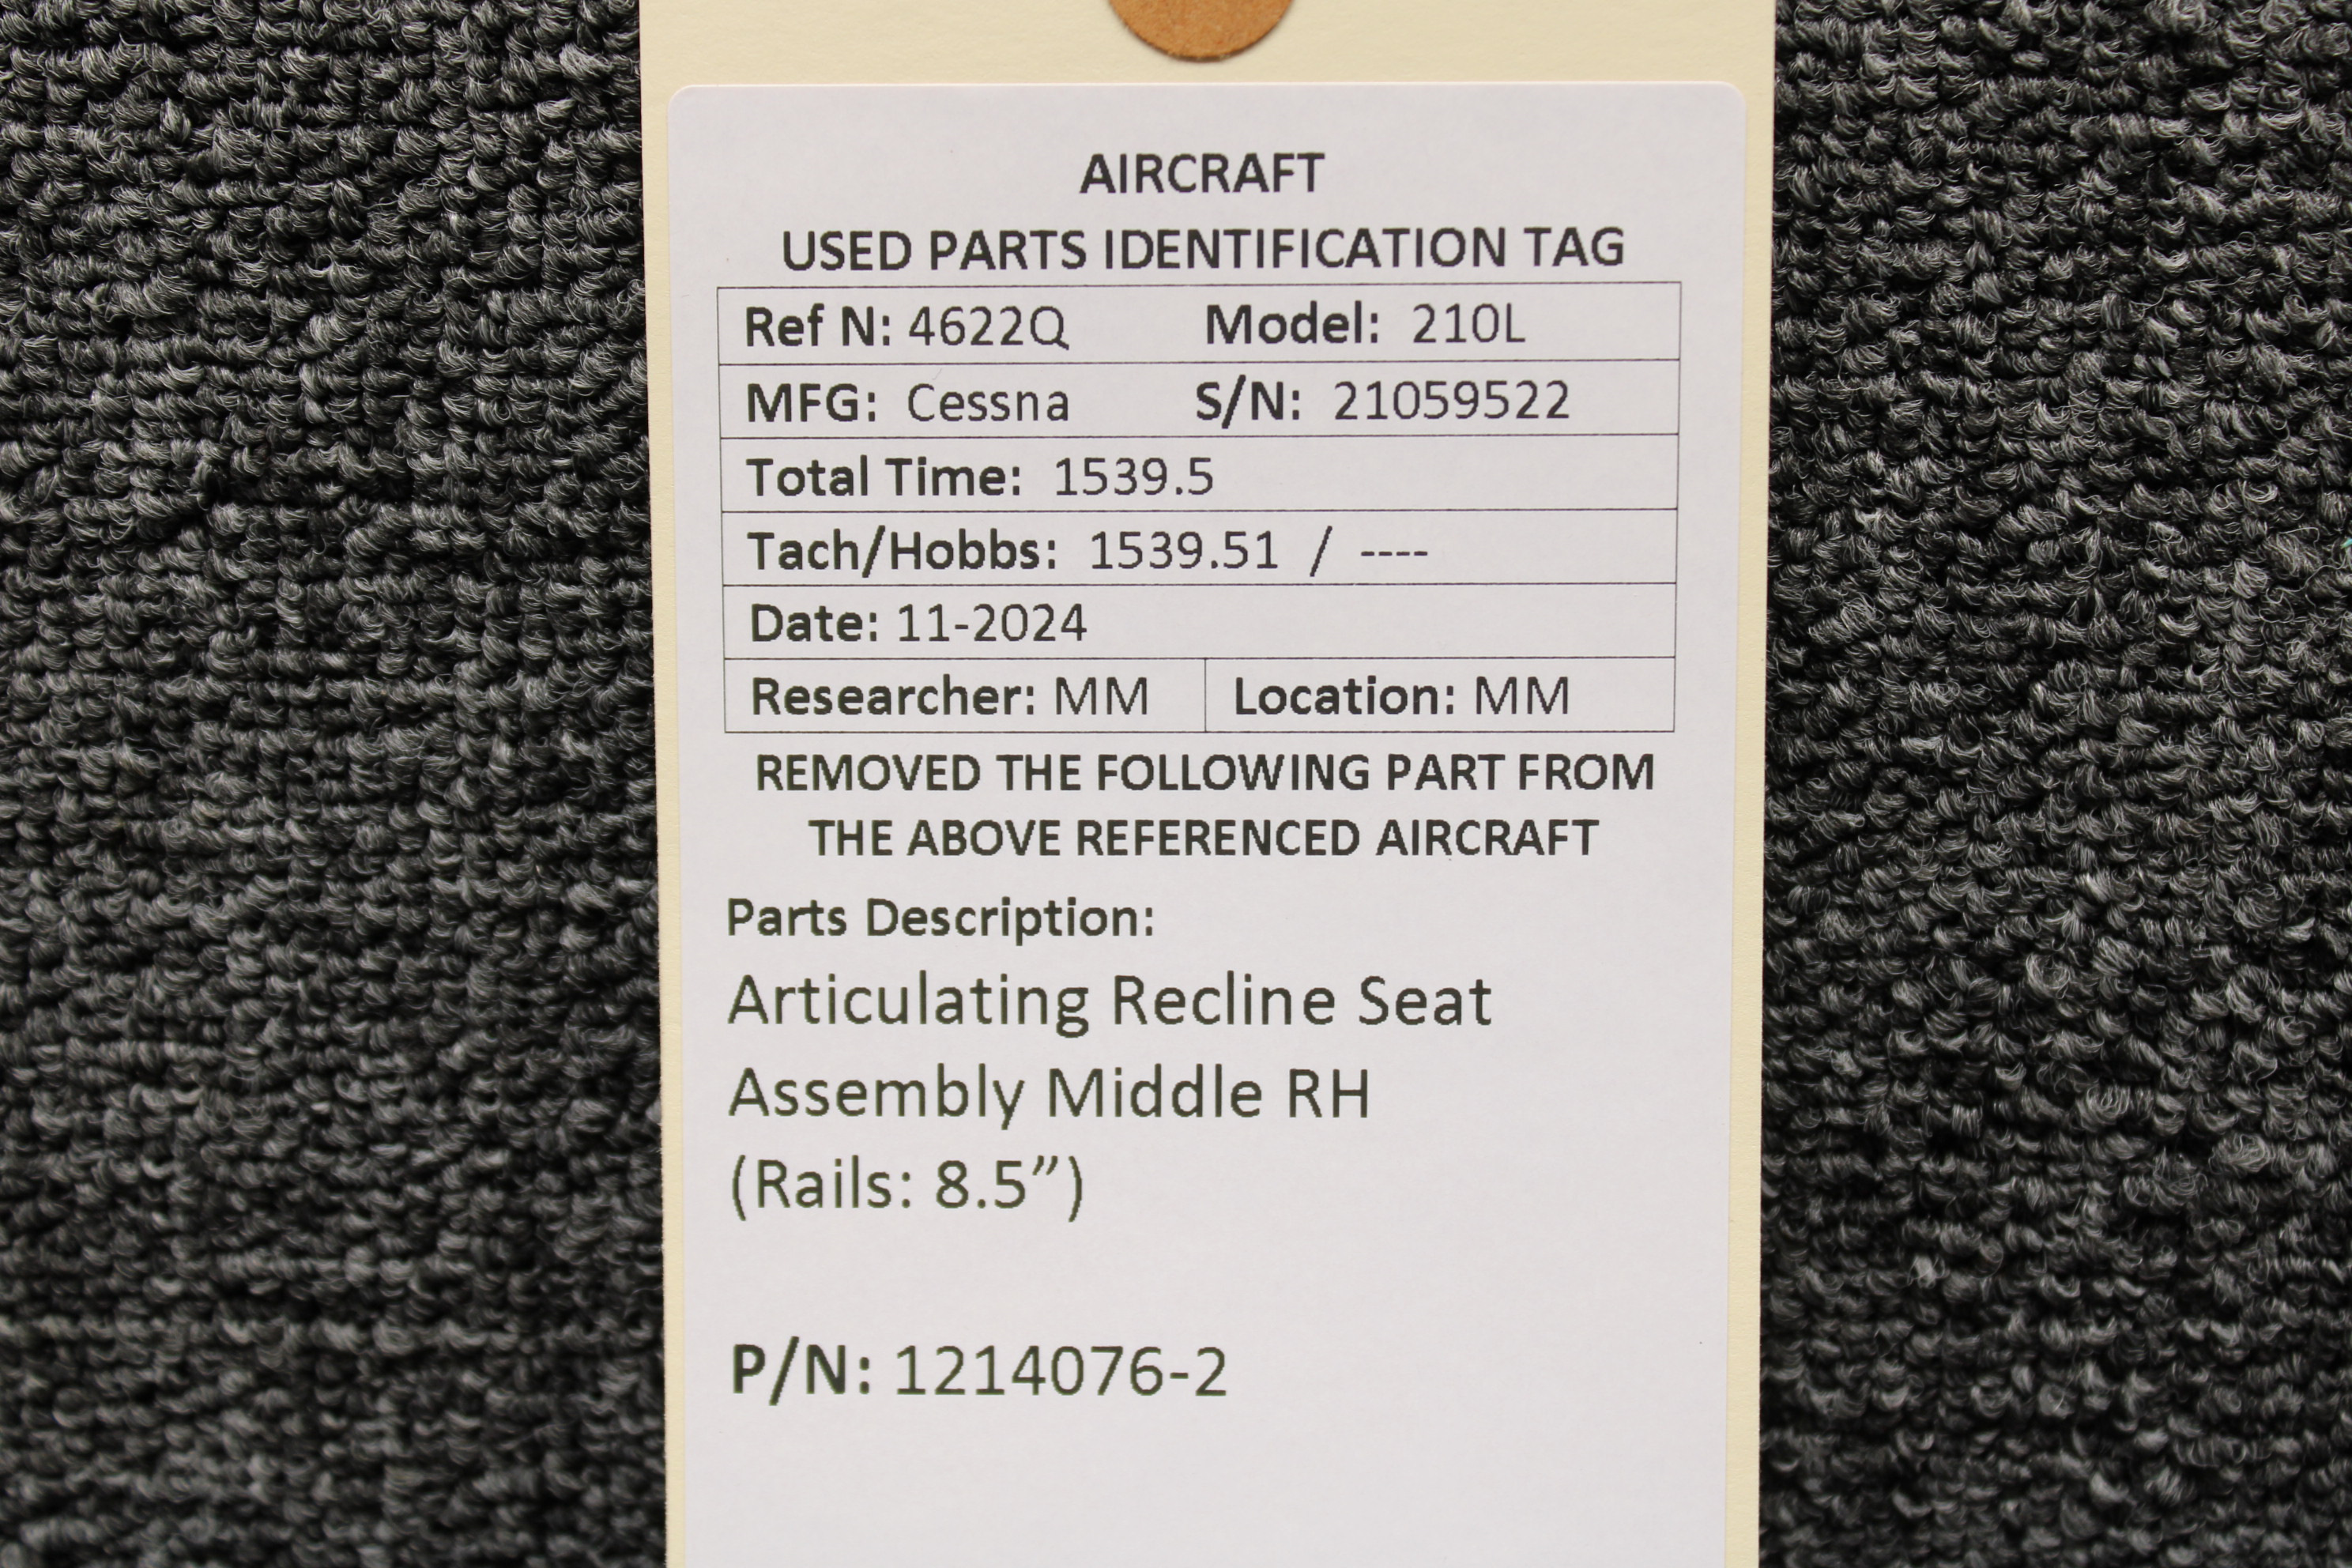 AIRCRAFT
USED PARTS IDENTIFICATION TAG
Ref N: 4622Q Model: 210L
MFG: Cessna S/N: 21059522
Total Time: 1539.5
Tach/Hobbs: 1539.51 / ----
Date: 11-2024
Researcher: MM Location: MM
REMOVED THE FOLLOWING PART FROM
THE ABOVE REFERENCED AIRCRAFT
Parts Description:
Articulating Recline Seat
Assembly Middle RH
(Rails: 8.5”)
P/N: 1214076-2